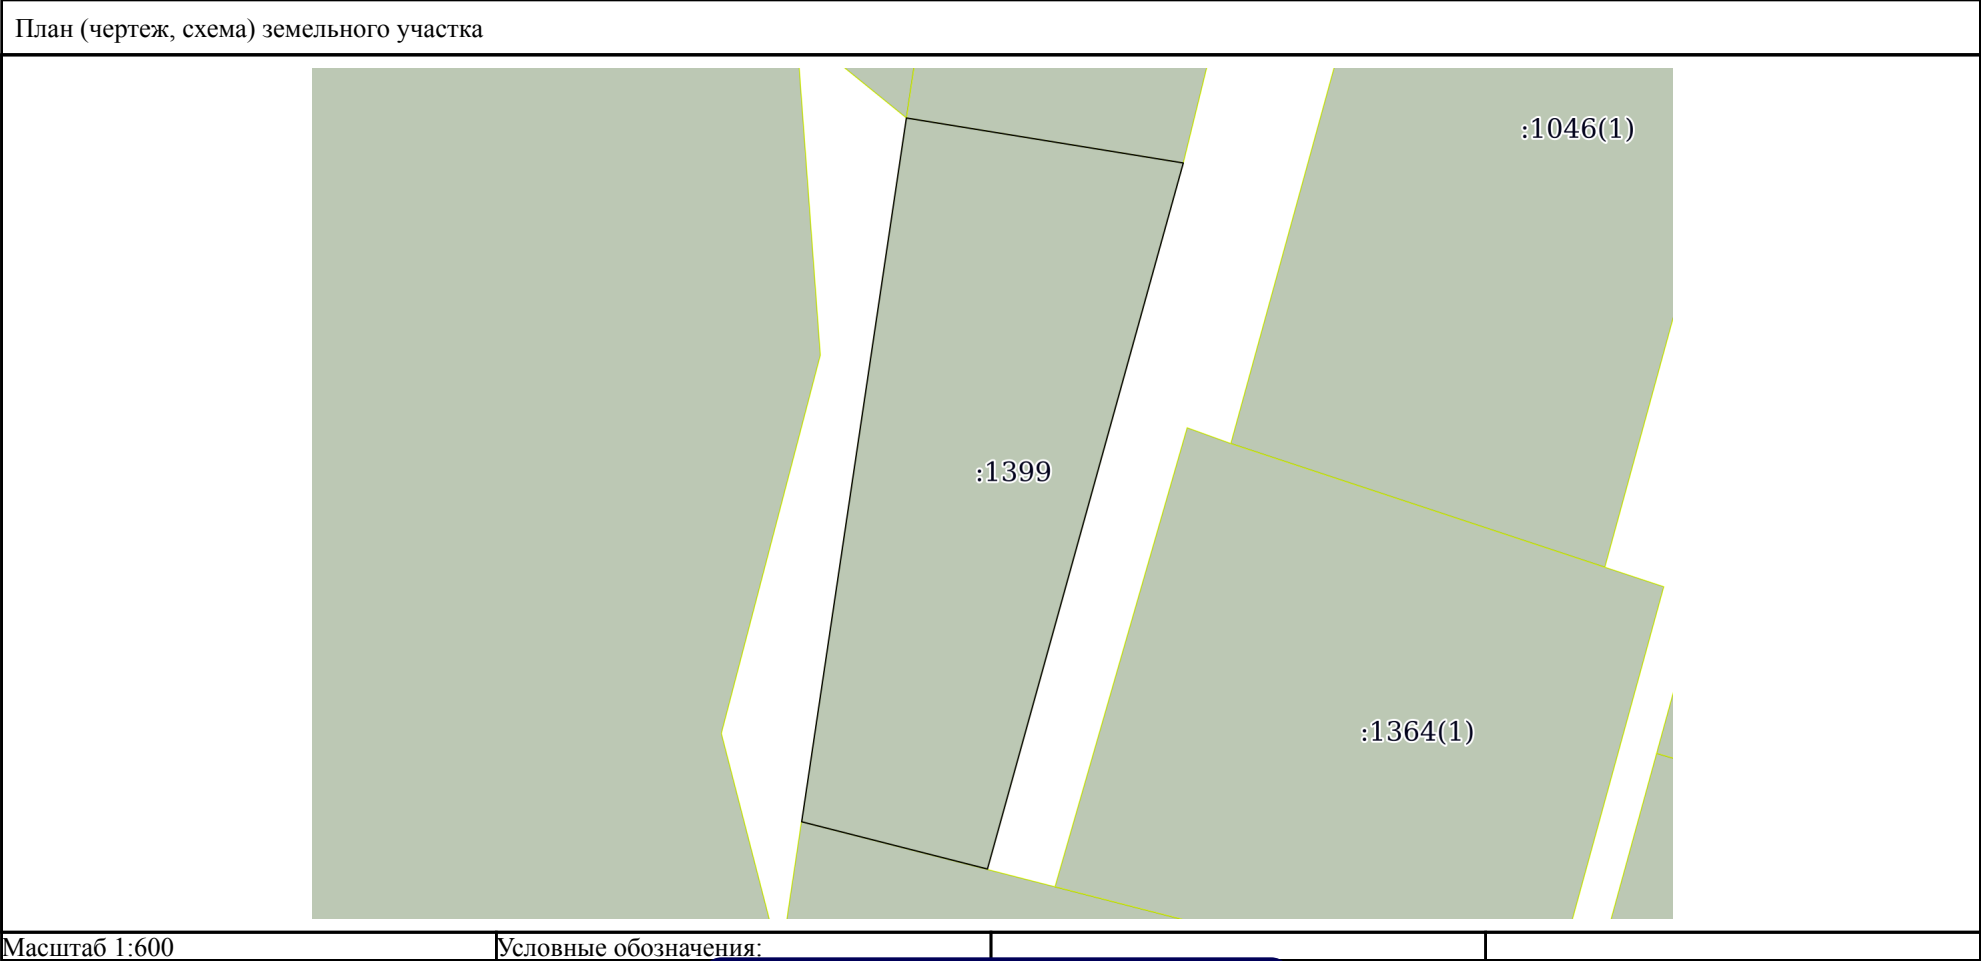 План (чертеж, схема) земельного участка
:1046(1)
:1399
:1364(1)
Масштаб 1:600
Условные обозначения: